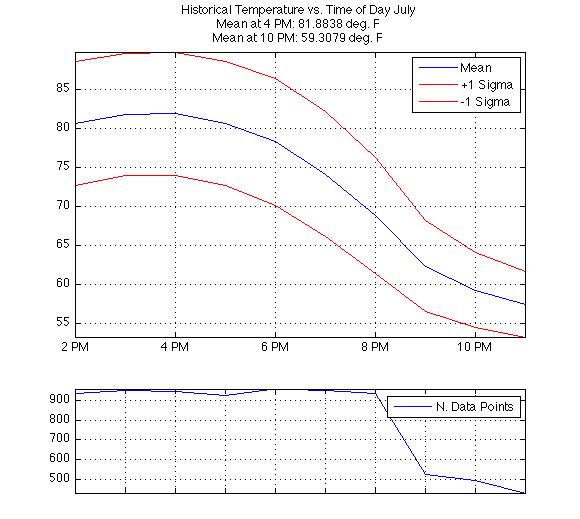 Historical Temperature vs. Time of Day July
Mean at 4 PM: 81.8838 deg. F
Mean at 10 PM: 59.3079 deg. F
Mean
+1 Sigma
-1 Sigma
85
80
75
70
65
60
55
2 PM 4 PM 6 PM 8 PM 10 PM
N. Data Points
900
800
700
600
500